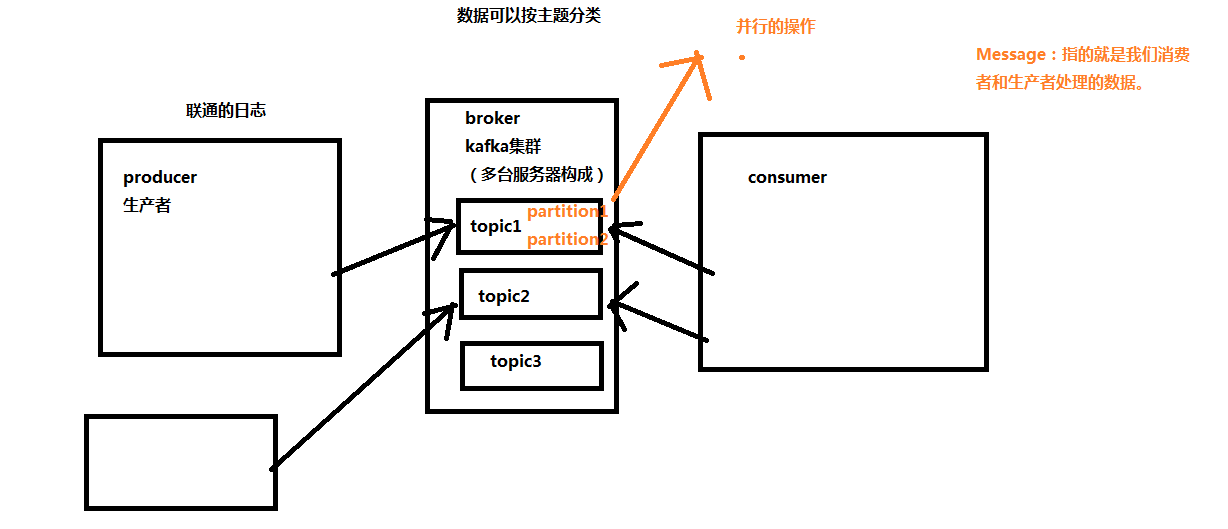 数据可以按主题分类
并行的操作
Message：指的就是我们消费
者和生产者处理的数据。
联通的日志
producer
生产者
broker
kafka集群
（多台服务器构成）
topic1
partition1
partition2
topic2
topic3
consumer